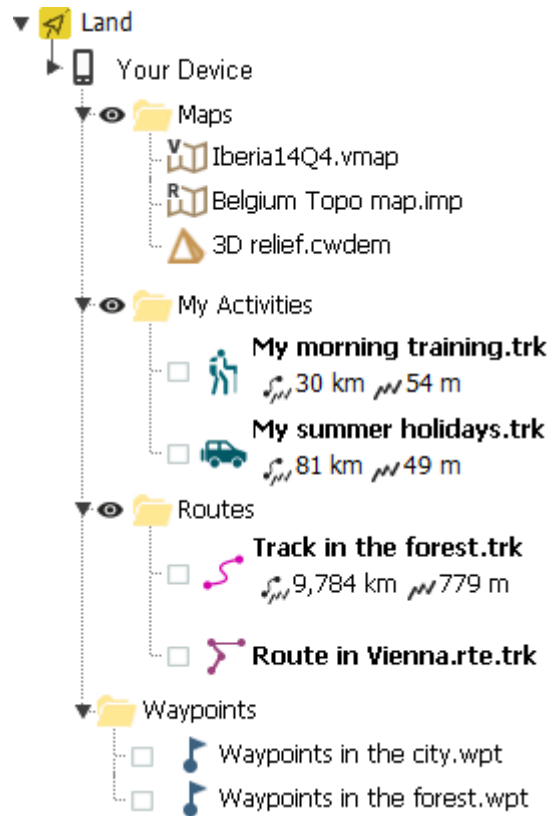 Land
Your Device
Maps
V Iberia14Q4.vmap
R Belgium Topo map.imp
3D relief.cwdem
My Activities
My morning training.trk
30 km 54 m
My summer holidays.trk
81 km 49 m
Routes
Track in the forest.trk
9,784 km 779 m
Route in Vienna.rte.trk
Waypoints
Waypoints in the city.wpt
Waypoints in the forest.wpt